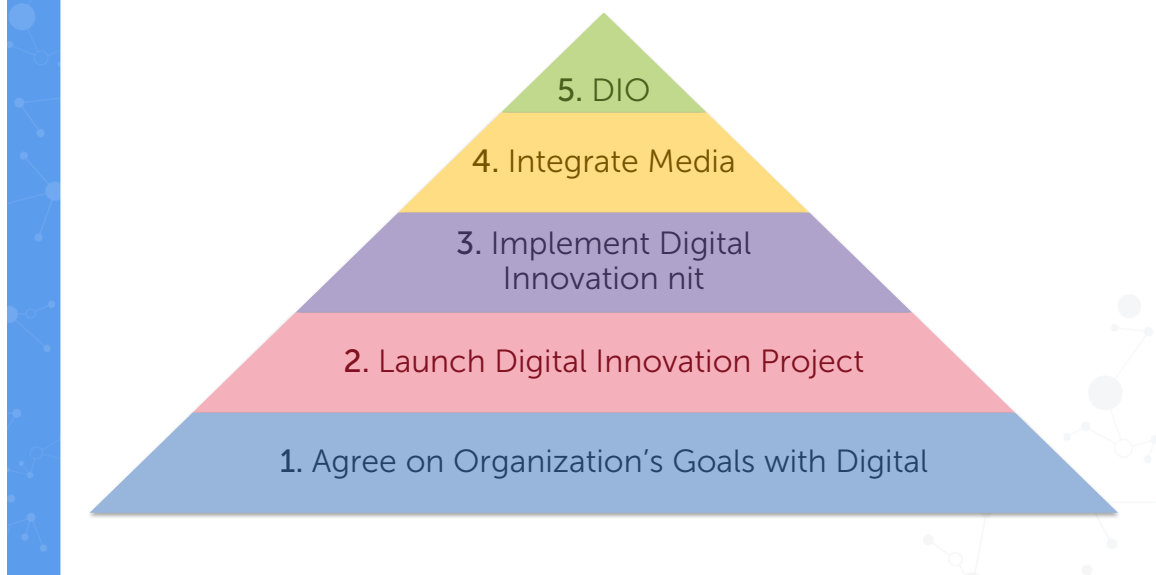 5. DIO
4. Integrate Media
3. Implement Digital
Innovation nit
2. Launch Digital Innovation Project
1. Agree on Organization’s Goals with Digital